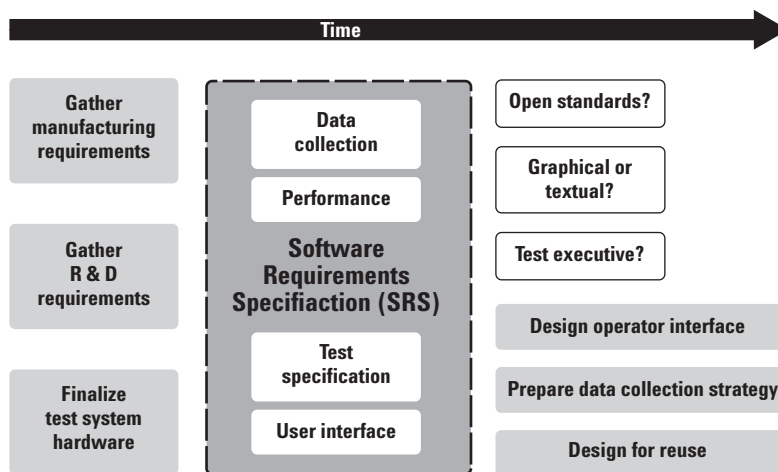 Time
Gather
manufacturing
requirements
Gather
R & D
requirements
Finalize
test system
hardware
Data
collection
Performance
Software
Requirements
Specifiaction (SRS)
Test
specification
User interface
Open standards?
Graphical or
textual?
Test executive?
Design operator interface
Prepare data collection strategy
Design for reuse